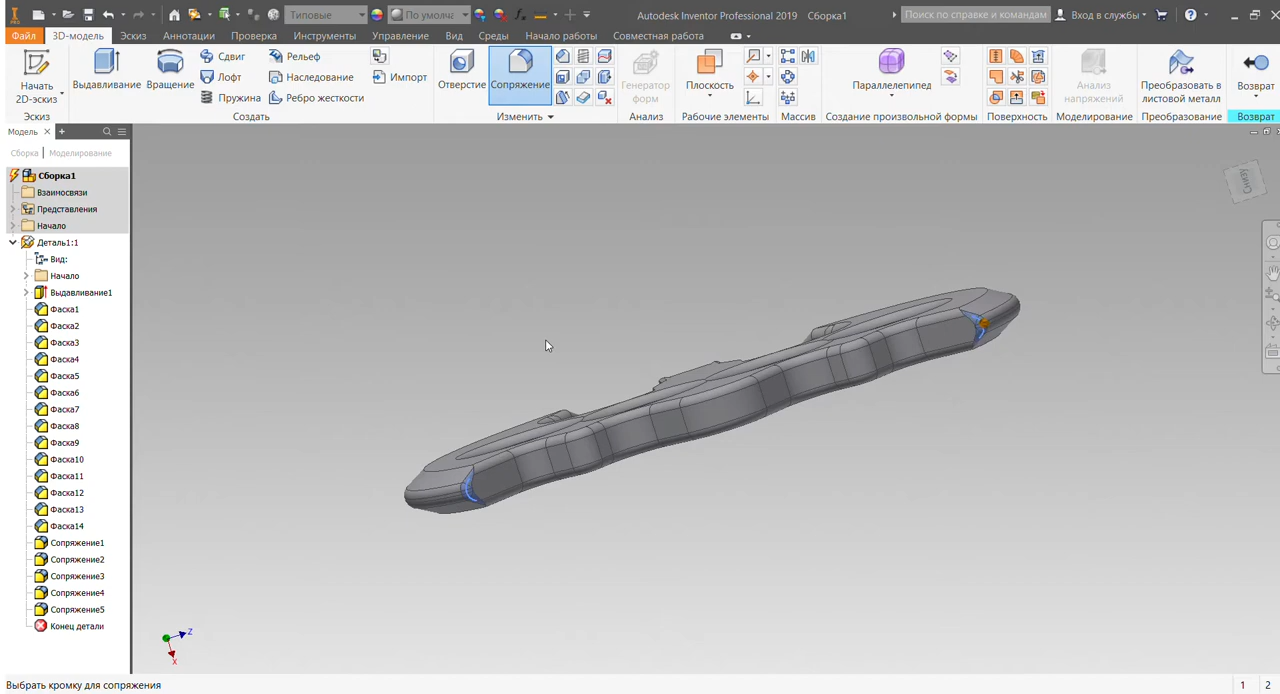 PRO
Типовые
По умолч
fx
Autodesk Inventor Professional 2019 Сборка1
Поиск по справке и командам
Вход в службы
Файл 3D-модель Эскиз Аннотации Проверка Инструменты Управление Вид Среды Начало работы Совместная работа
Начать
2D-эскиз
Выдавливание
Вращение
Сдвиг
Лофт
Пружина
Рельеф
Наследование
Ребро жесткости
Импорт
Отверстие
Сопряжение
Генератор
форм
Плоскость
Параллелепипед
Анализ
напряжений
Преобразовать в
листовой металл
Возврат
Эскиз Создать Изменить Анализ Рабочие элементы Массив Создание произвольной формы Поверхность Моделирование Преобразование Возврат
Модель
Сборка Моделирование
Сборка1
Взаиносвязи
Представления
Начало
Деталь1:1
Вид:
Начало
Выдавливание1
Фаска1
Фаска2
Фаска3
Фаска4
Фаска5
Фаска6
Фаска7
Фаска8
Фаска9
Фаска10
Фаска11
Фаска12
Фаска13
Фаска14
Сопряжение1
Сопряжение2
Сопряжение3
Сопряжение4
Сопряжение5
Конец детали
Снизу
Z
X
Выбрать кромку для сопряжения
1 2